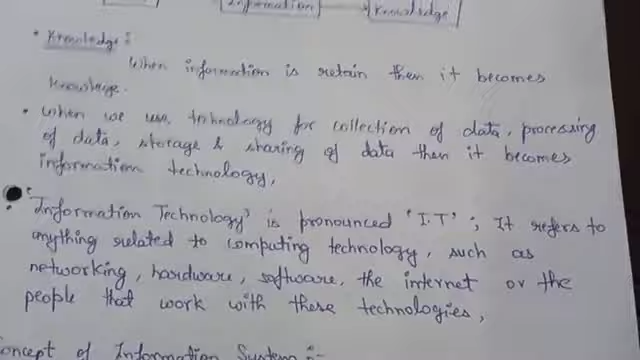 Information Knowledge
• Knowledge:
When information is retain then it becomes
knowledge.
• When we use technology for collection of data, processing
of data, storage & sharing of data then it becomes
information technology,
• 'Information Technology' is pronounced 'I.T'; It refers to
anything related to computing technology, such as
networking, hardware, software, the internet or the
people that work with these technologies,
Concept of Information System:-